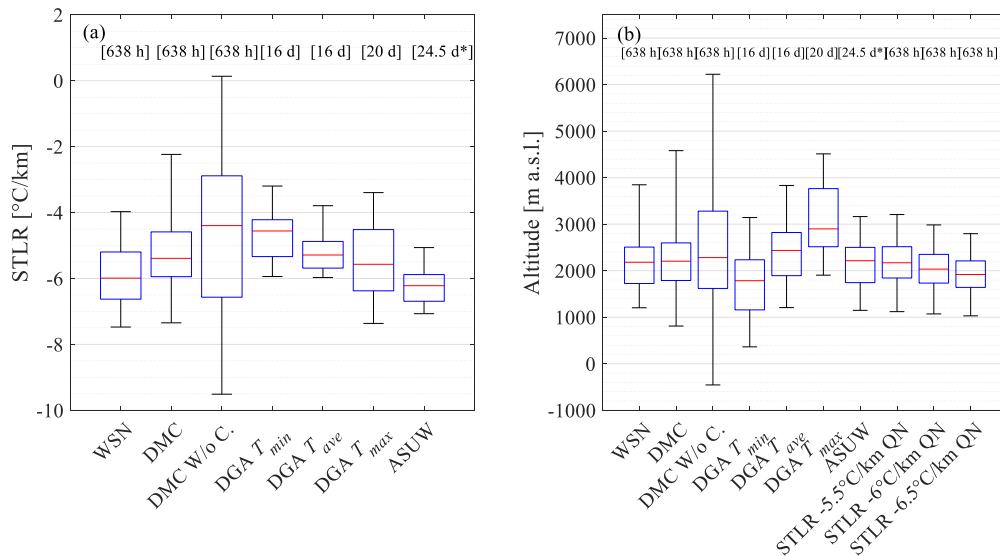 (a)
[638 h] [638 h] [638 h] [16 d] [16 d] [20 d] [24.5 d*]
2
0
-2
-4
-6
-8
-10
STLR [°C/km]
WSN
DMC
DMC W/o C.
DGA T min
DGA T ave
DGA T max
ASUW
(b)
[638 h] [638 h] [638 h] [16 d] [16 d] [20 d] [24.5 d*] [638 h] [638 h] [638 h]
7000
6000
5000
4000
3000
2000
1000
0
-1000
Altitude [m a.s.l.]
WSN
DMC
DMC W/o C.
DGA T min
DGA T ave
DGA T max
ASUW
STLR -5.5°C/km QN
STLR -6°C/km QN
STLR -6.5°C/km QN